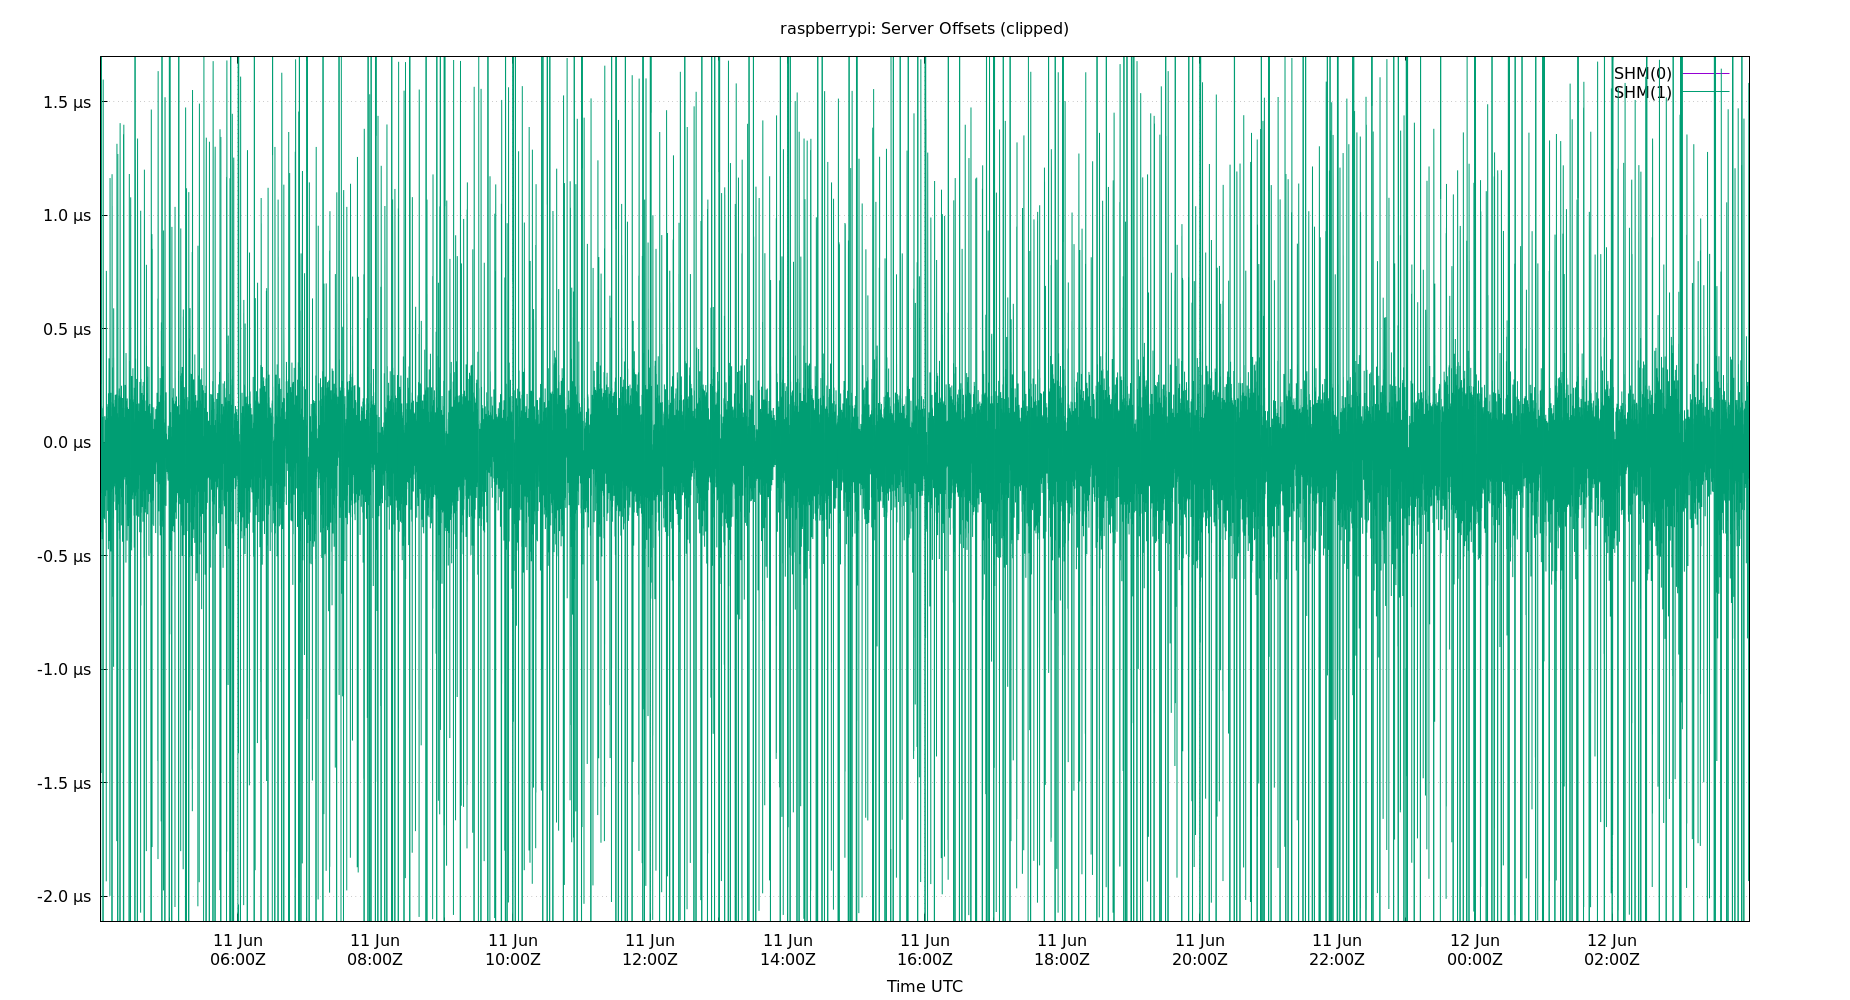 raspberrypi: Server Offsets (clipped)
SHM(0)
SHM(1)
1.5 µs
1.0 µs
0.5 µs
0.0 µs
-0.5 µs
-1.0 µs
-1.5 µs
-2.0 µs
11 Jun 11 Jun 11 Jun 11 Jun 11 Jun 11 Jun 11 Jun 11 Jun 11 Jun 12 Jun 12 Jun
06:00Z 08:00Z 10:00Z 12:00Z 14:00Z 16:00Z 18:00Z 20:00Z 22:00Z 00:00Z 02:00Z
Time UTC